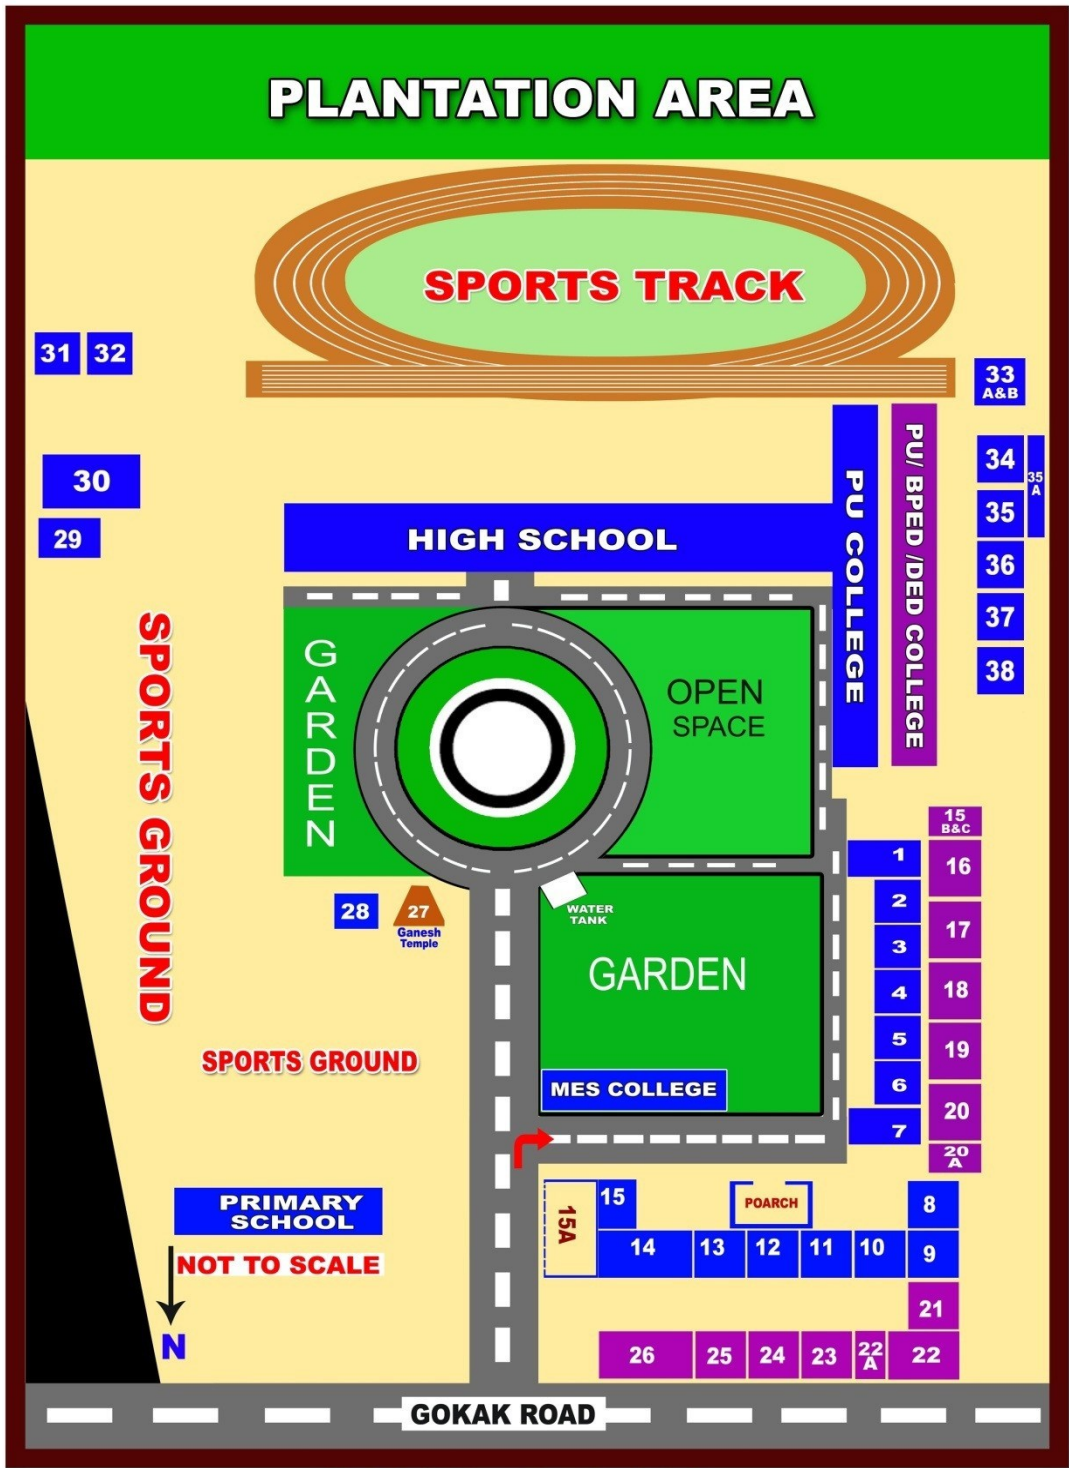 PLANTATION AREA
SPORTS TRACK
31
32
33
A&B
30
29
34
35
A
35
36
37
38
HIGH SCHOOL
PU COLLEGE
PU/ BPED /DED COLLEGE
SPORTS GROUND
GARDEN
OPEN
SPACE
15
B&C
1
16
2
3
17
4
18
5
19
6
20
7
20
A
28
27
Ganesh
Temple
WATER
TANK
GARDEN
SPORTS GROUND
MES COLLEGE
PRIMARY
SCHOOL
NOT TO SCALE
N
15A
15
POARCH
8
14
13
12
11
10
9
21
26
25
24
23
22
A
22
GOKAK ROAD